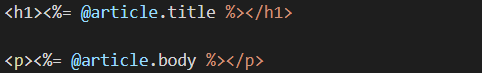 <h1><%= @article.title %></h1>
<p><%= @article.body %></p>